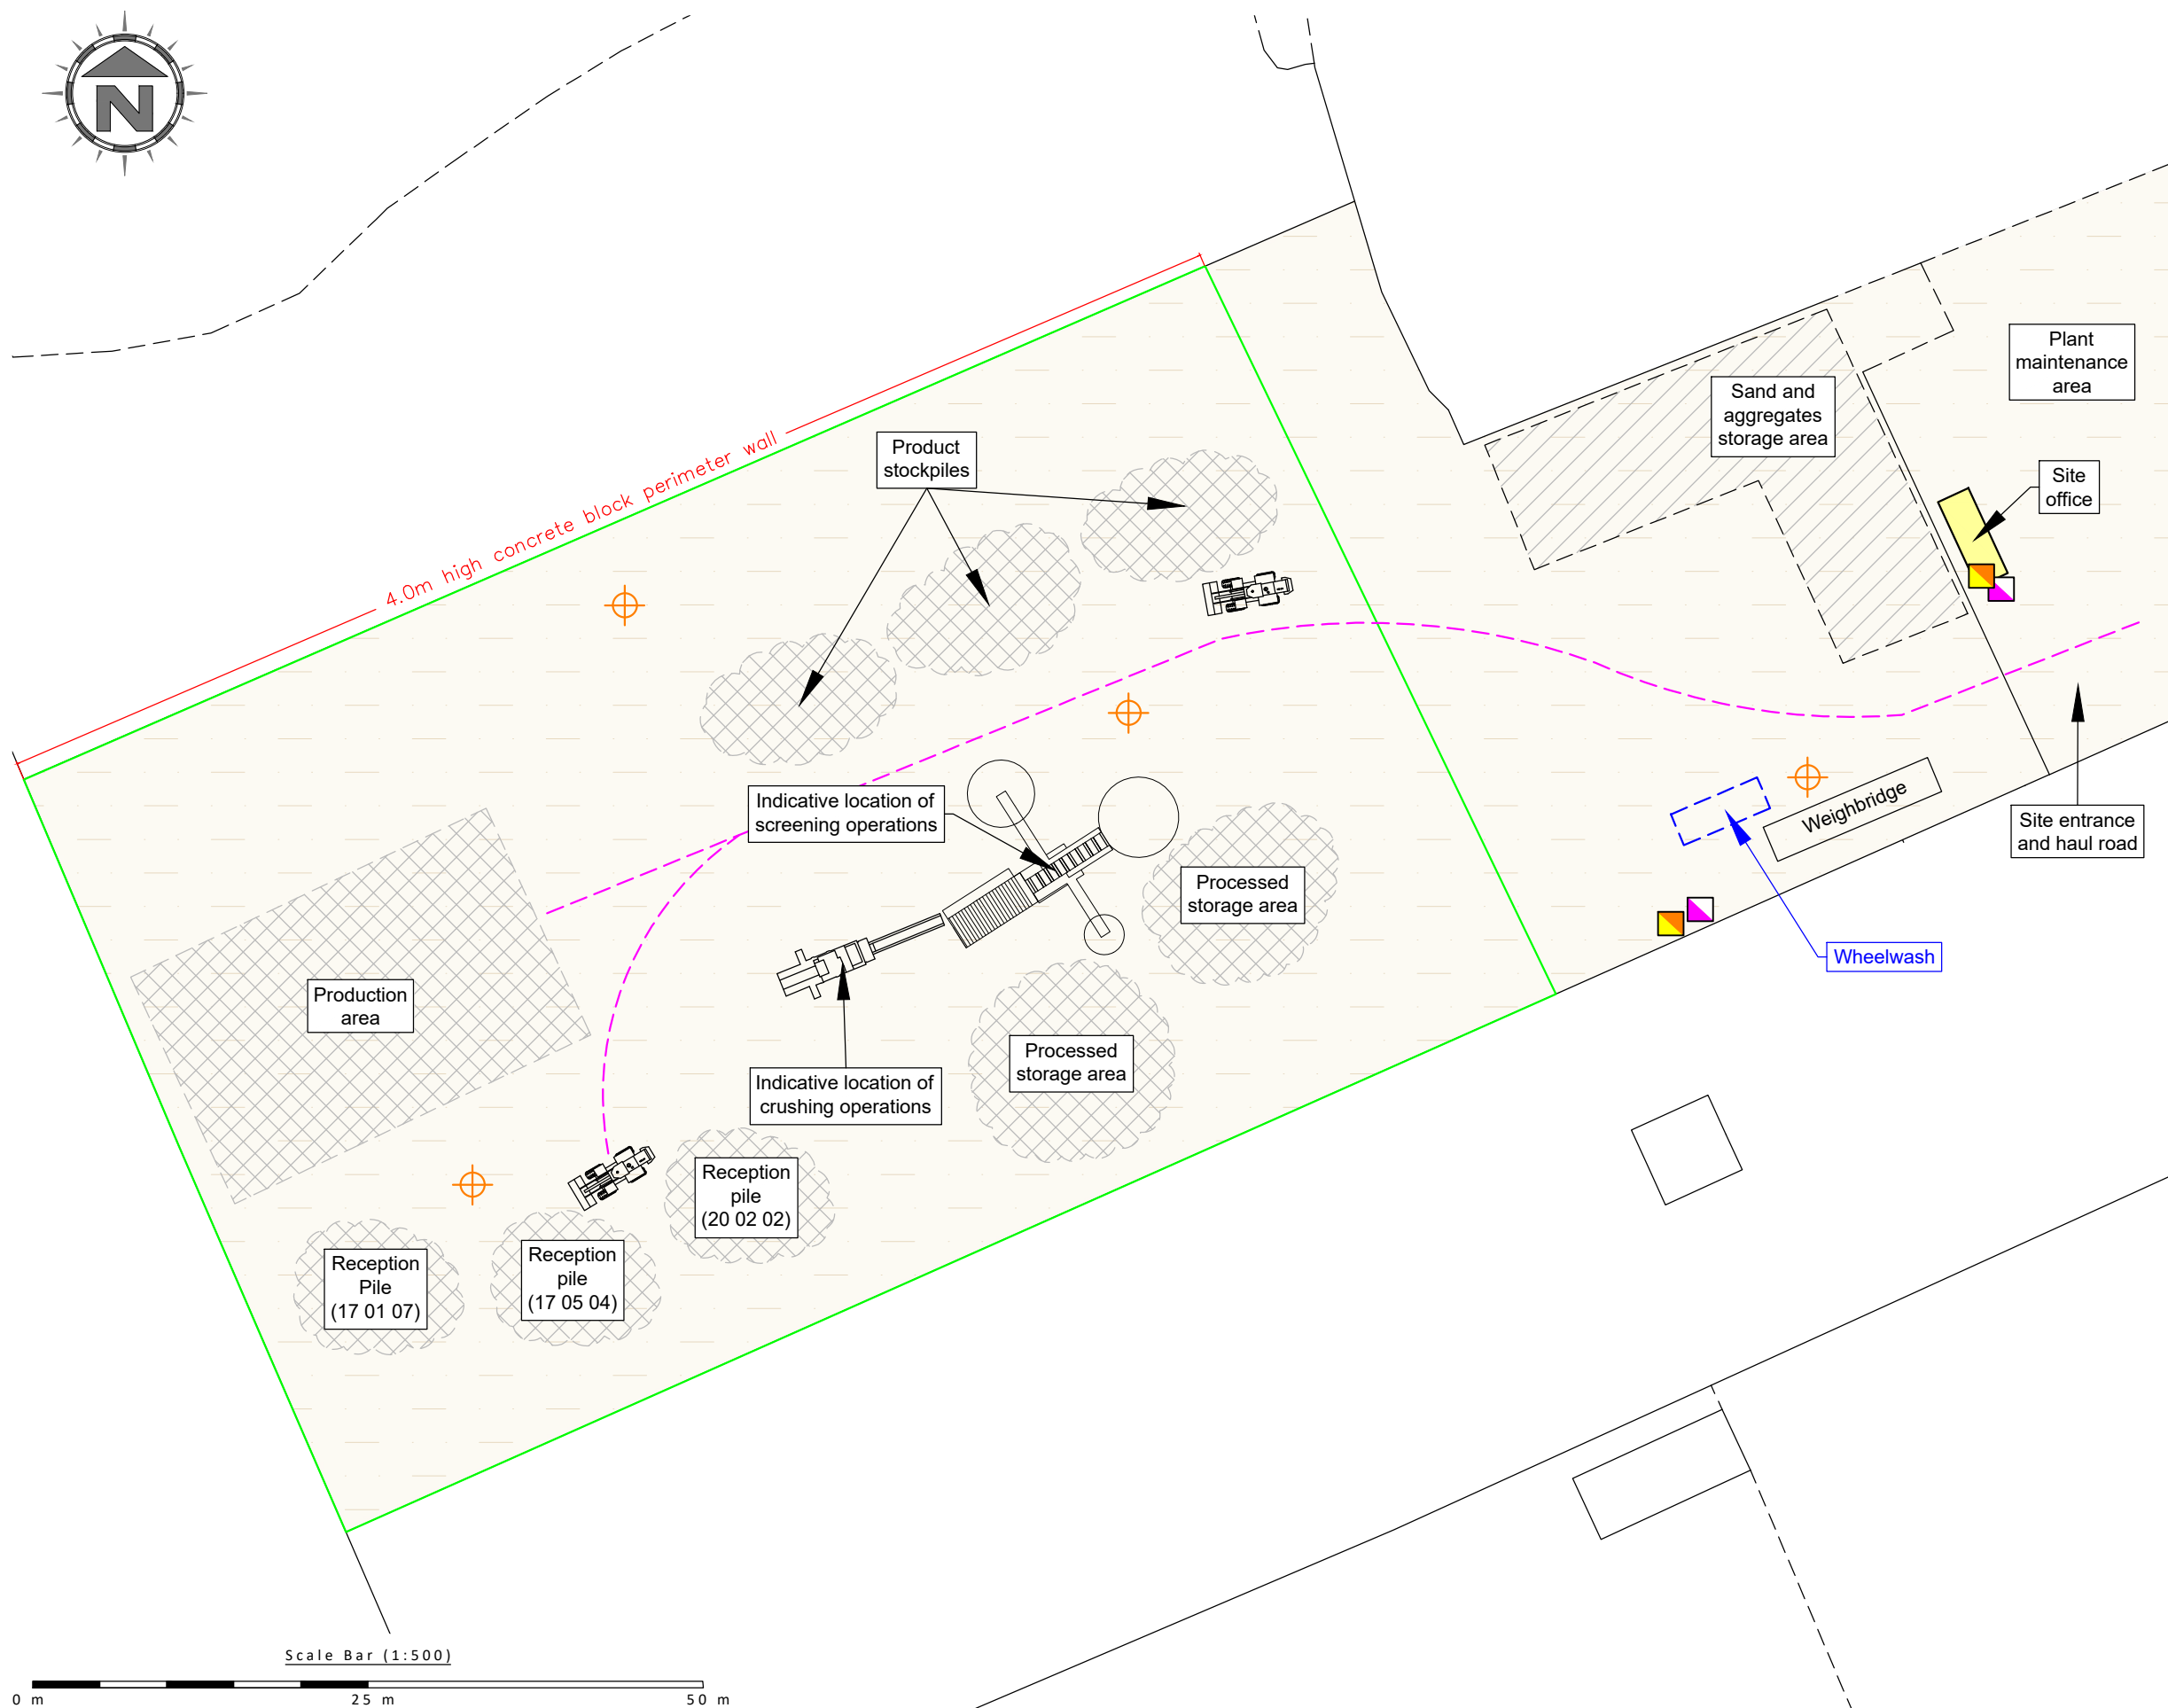 N
Plant
maintenance
area
Sand and
aggregates
storage area
Product
stockpiles
4.0m high concrete block perimeter wall
Site
office
Indicative location of
screening operations
Weighbridge
Site entrance
and haul road
Processed
storage area
Wheelwash
Production
area
Processed
storage area
Indicative location of
crushing operations
Reception
pile
(20 02 02)
Reception
Pile
(17 01 07)
Reception
pile
(17 05 04)
Scale Bar (1:500)
0 m 25 m 50 m